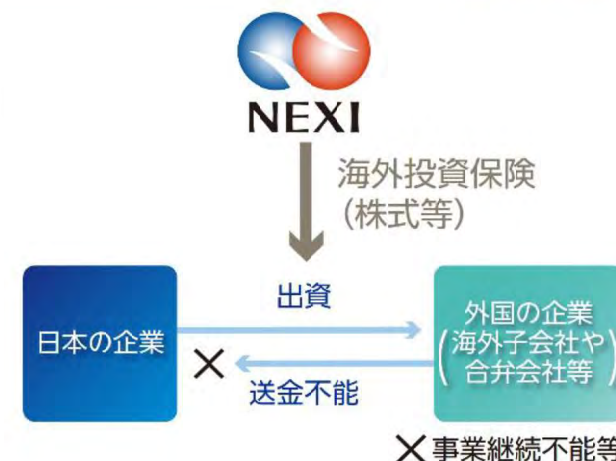 NEXI
海外投資保険
(株式等)
出資
日本の企業
外国の企業
(海外子会社や
合弁会社等)
×
送金不能
×事業継続不能等